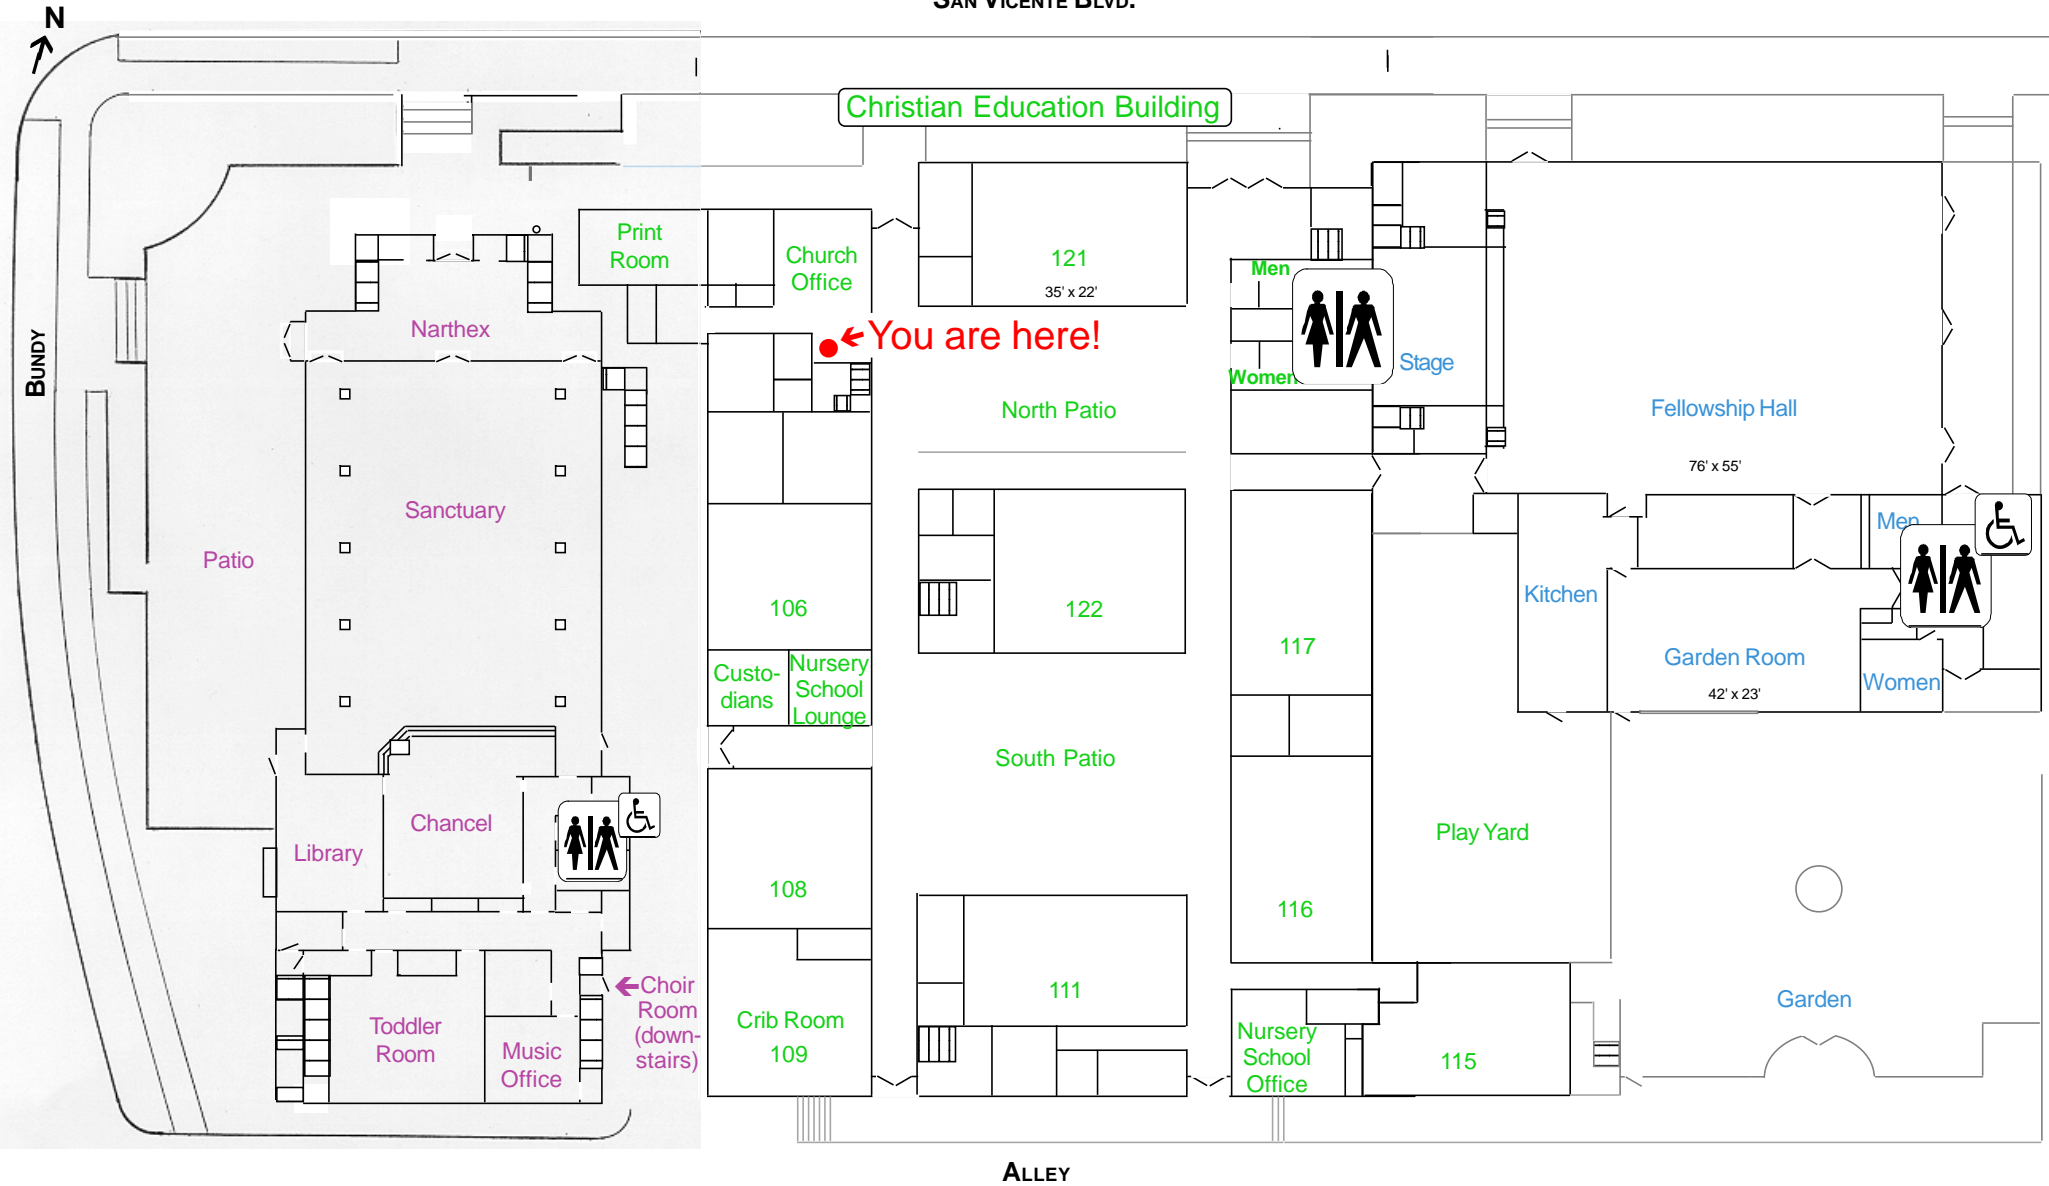 SAN VICENTE BLVD.
N
Christian Education Building
Print
Room
Church
Office
121
35' x 22'
Men
Women
You are here!
Narthex
BUNDY
Stage
North Patio
Fellowship Hall
76' x 55'
Sanctuary
Patio
Men
Kitchen
106
122
117
Garden Room
42' x 23'
Women
Custo-
dians
Nursery
School
Lounge
South Patio
Chancel
Library
Play Yard
108
116
111
Garden
Choir
Room
(down-
stairs)
Toddler
Room
Music
Office
Crib Room
109
Nursery
School
Office
115
ALLEY